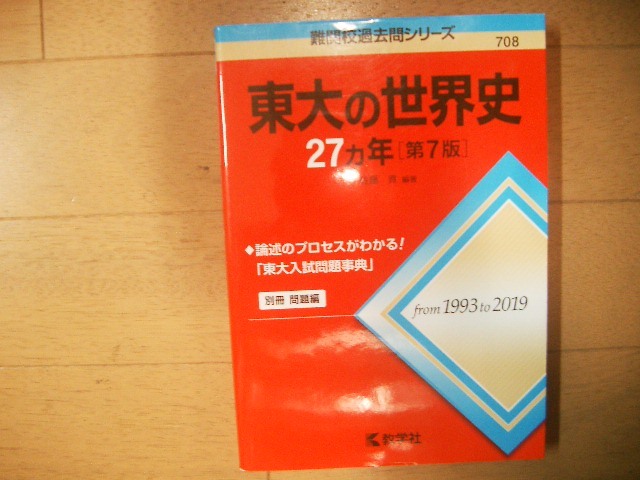 難関校過去問シリーズ
708
東大の世界史
27カ年[第7版]
編著
◆論述のプロセスがわかる!
「東大入試問題事典」
別冊 問題編
from 1993 to 2019
教学社